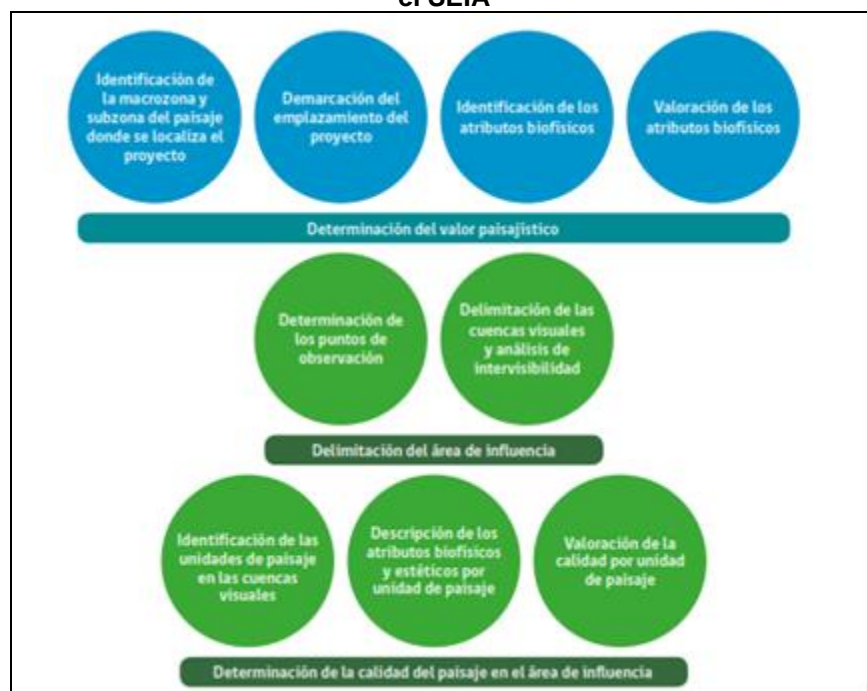 el SEIA
Identificación de
la macrozona y
subzona del paisaje
donde se localiza el
proyecto
Demarcación del
emplazamiento del
proyecto
Identificación de los
atributos biofísicos
Valoración de los
atributos biofísicos
Determinación del valor paisajístico
Determinación de
los puntos de
observación
Delimitación de las
cuencas visuales
y análisis de
intervisibilidad
Delimitación del área de influencia
Identificación de las
unidades de paisaje
en las cuencas
visuales
Descripción de los
atributos biofísicos
y estéticos por
unidad de paisaje
Valoración de la
calidad por unidad
de paisaje
Determinación de la calidad del paisaje en el área de influencia